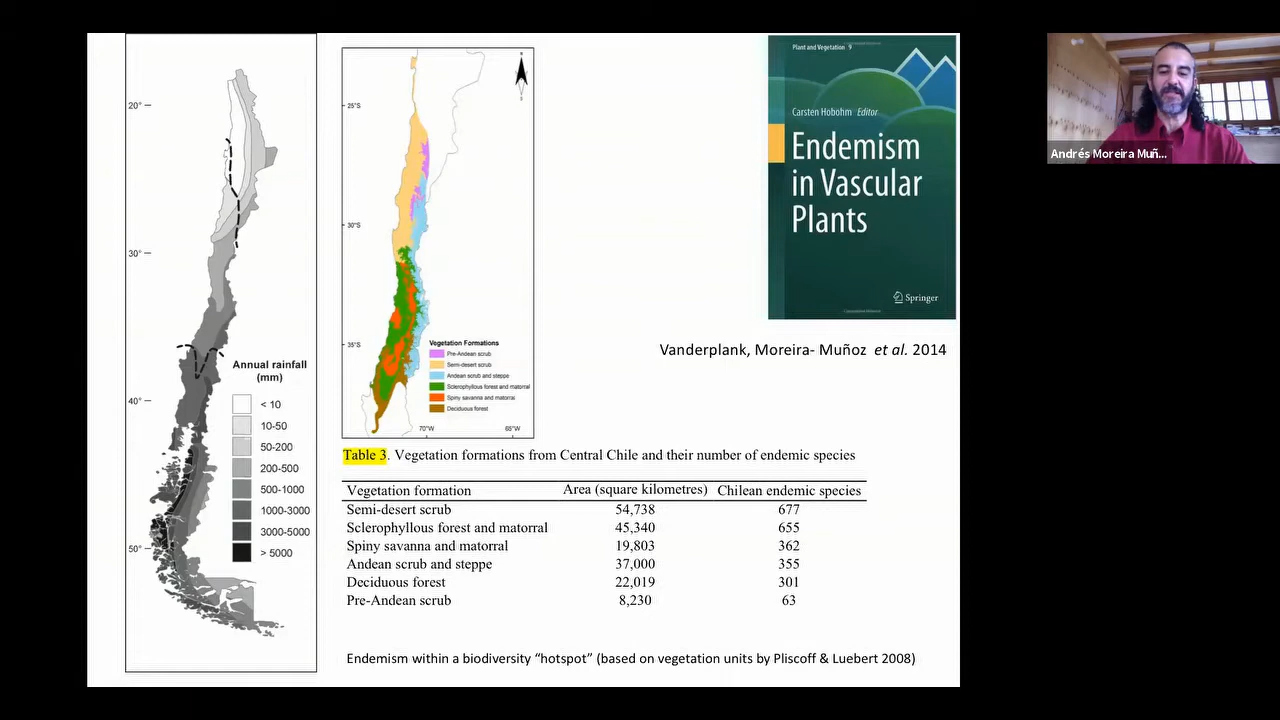 20°
30°
40°
50°
Annual rainfall
(mm)
< 10
10-50
50-200
200-500
500-1000
1000-3000
3000-5000
> 5000
25°S
30°S
35°S
70°W
65°W
Vegetation Formations
Pre-Andean scrub
Semi-desert scrub
Andean scrub and steppe
Sclerophyllous forest and matorral
Spiny savanna and matorral
Deciduous forest
Plant and Vegetation 9
Carsten Hobohm Editor
Endemism
in Vascular
Plants
Springer
Vanderplank, Moreira- Muñoz et al. 2014
Andrés Moreira Muñ...
Table 3. Vegetation formations from Central Chile and their number of endemic species
Vegetation formation Area (square kilometres) Chilean endemic species
Semi-desert scrub 54,738 677
Sclerophyllous forest and matorral 45,340 655
Spiny savanna and matorral 19,803 362
Andean scrub and steppe 37,000 355
Deciduous forest 22,019 301
Pre-Andean scrub 8,230 63
Endemism within a biodiversity “hotspot” (based on vegetation units by Pliscoff & Luebert 2008)